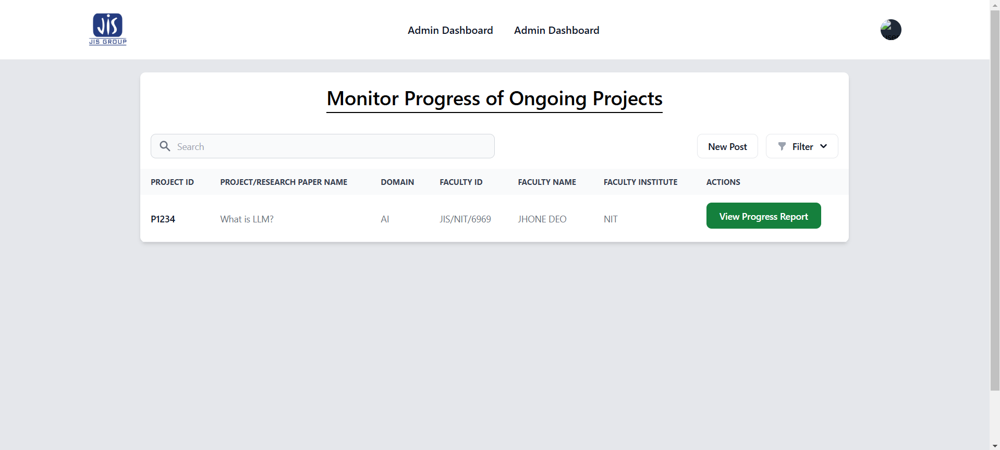 JIS
JIS GROUP
Admin Dashboard Admin Dashboard
user
Monitor Progress of Ongoing Projects
Search New Post Filter
PROJECT ID PROJECT/RESEARCH PAPER NAME DOMAIN FACULTY ID FACULTY NAME FACULTY INSTITUTE ACTIONS
P1234 What is LLM? AI JIS/NIT/6969 JHONE DEO NIT View Progress Report